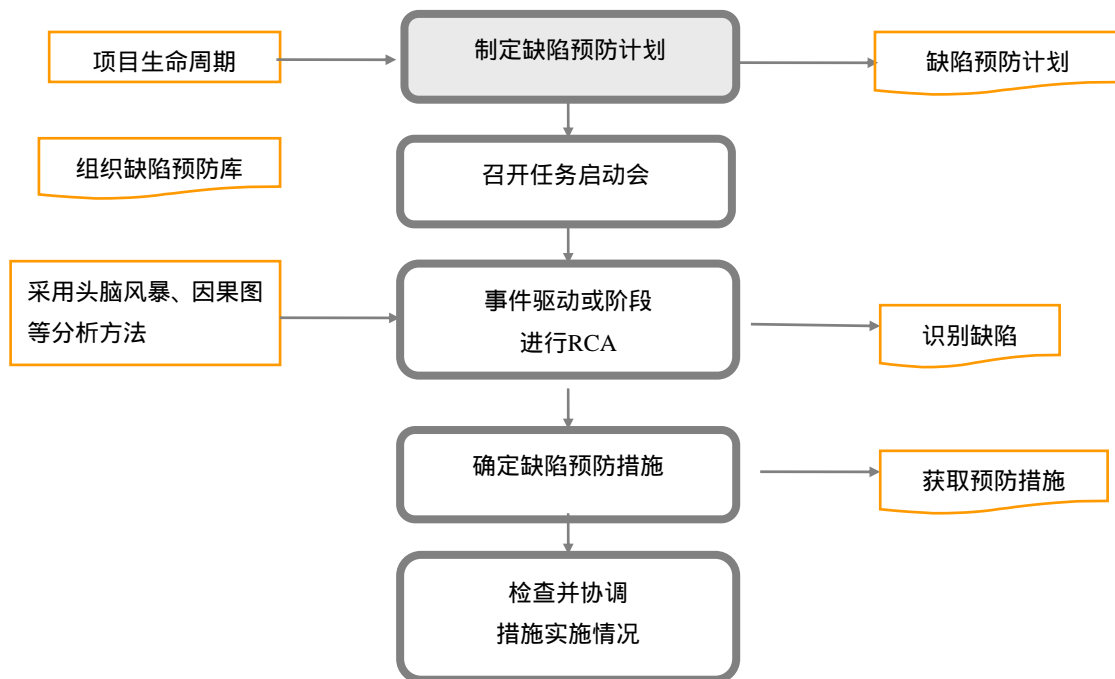 项目生命周期
制定缺陷预防计划
缺陷预防计划
组织缺陷预防库
召开任务启动会
采用头脑风暴、因果图
等分析方法
事件驱动或阶段
进行RCA
识别缺陷
确定缺陷预防措施
获取预防措施
检查并协调
措施实施情况